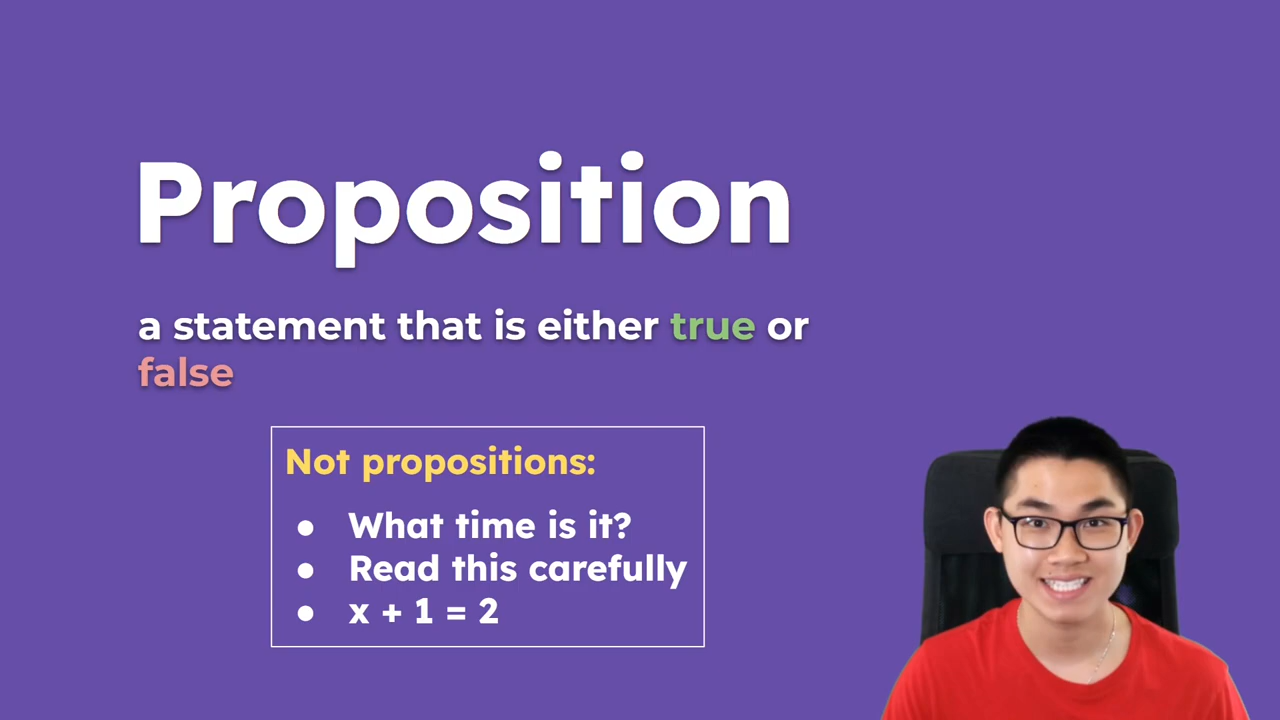 Proposition
a statement that is either true or
false
Not propositions:
● What time is it?
● Read this carefully
● x + 1 = 2